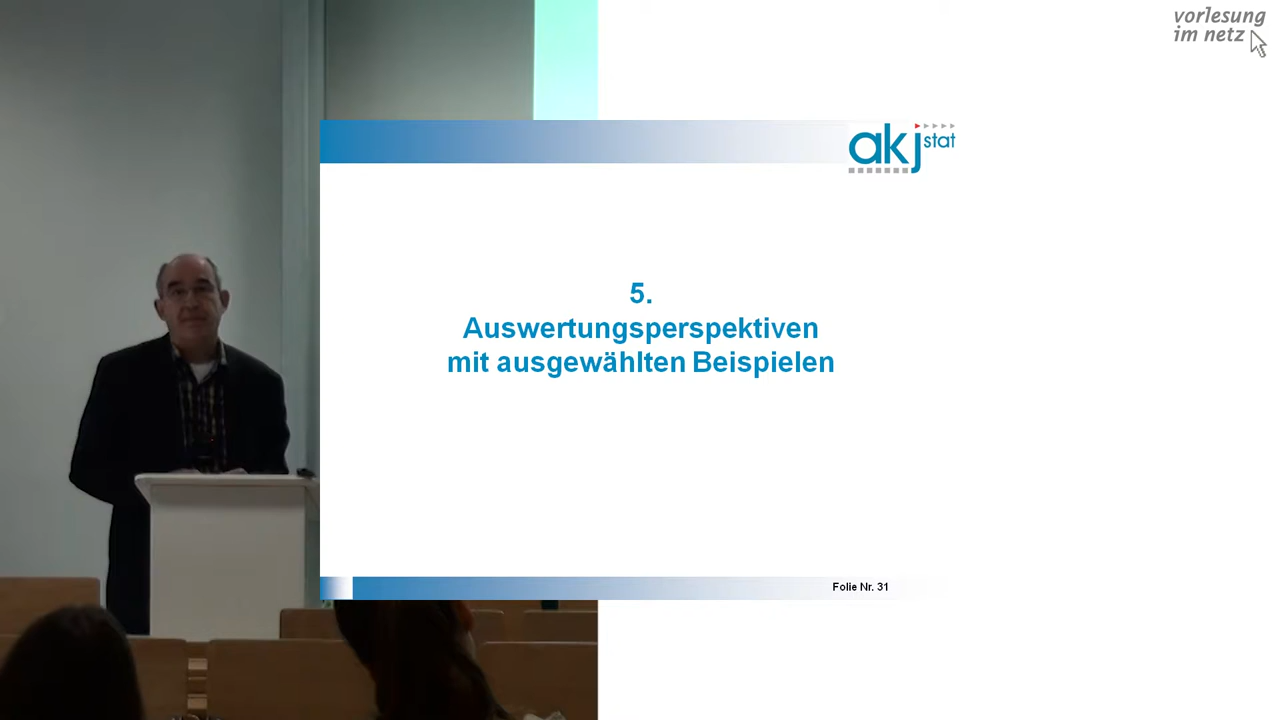 vorlesung
im netz
akj stat
5.
Auswertungsperspektiven
mit ausgewählten Beispielen
Folie Nr. 31